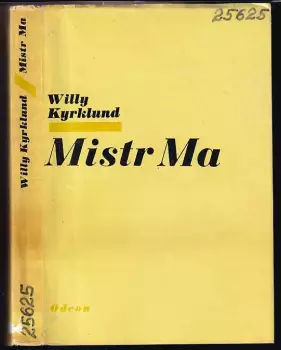 25625
Willy
Kyrklund
Mistr Ma
Odeon
Willy Kyrklund / Mistr Ma
25625